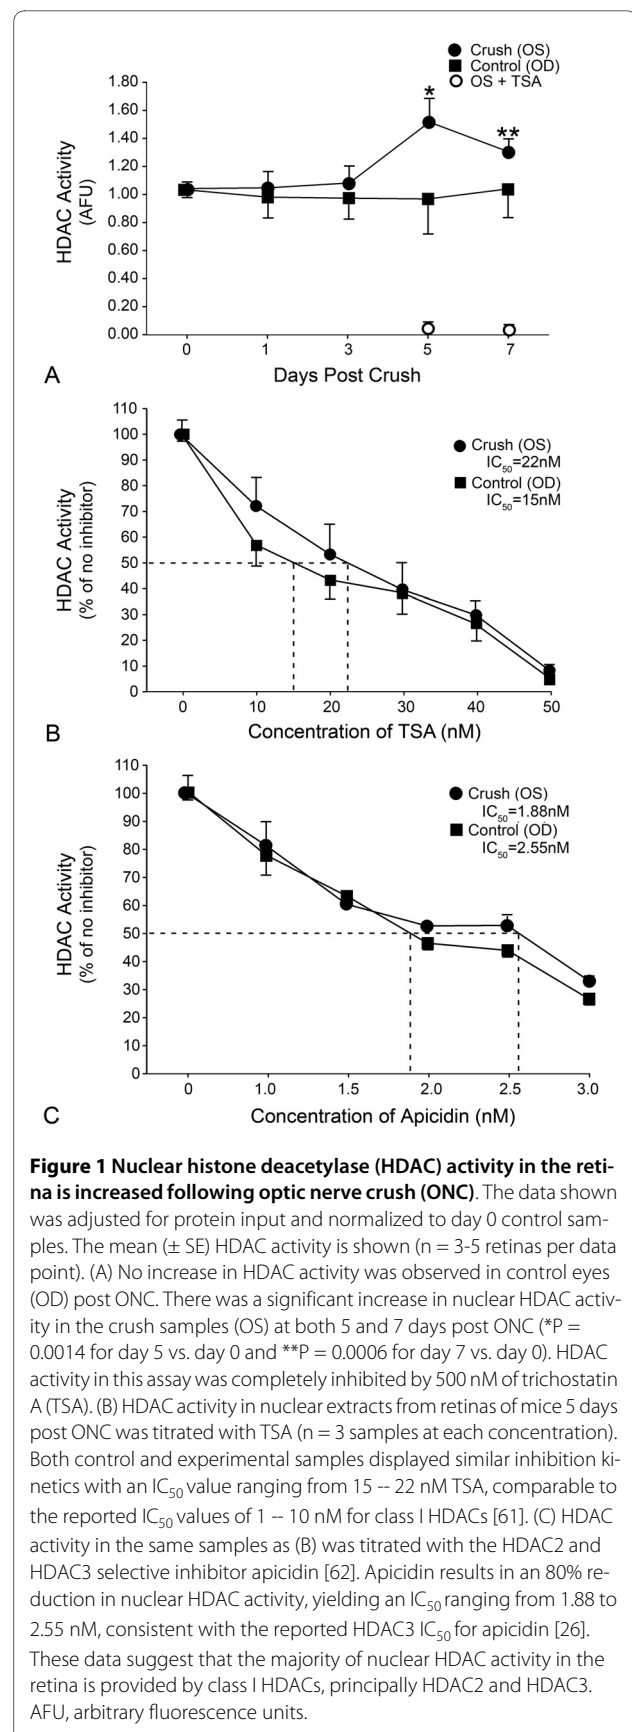 Crush (OS)
Control (OD)
OS + TSA
1.80
1.60
1.40
1.20
1.00
0.80
0.60
0.40
0.20
0.00
HDAC Activity
(AFU)
*
**
0 1 3 5 7
A
Days Post Crush
110
100
90
80
70
60
50
40
30
20
10
0
HDAC Activity
(% of no inhibitor)
Crush (OS)
IC50=22nM
Control (OD)
IC50=15nM
0 10 20 30 40 50
B
Concentration of TSA (nM)
110
100
90
80
70
60
50
40
30
20
10
0
HDAC Activity
(% of no inhibitor)
Crush (OS)
IC50=1.88nM
Control (OD)
IC50=2.55nM
0 1.0 1.5 2.0 2.5 3.0
C
Concentration of Apicidin (nM)
Figure 1 Nuclear histone deacetylase (HDAC) activity in the reti-
na is increased following optic nerve crush (ONC). The data shown
was adjusted for protein input and normalized to day 0 control sam-
ples. The mean (± SE) HDAC activity is shown (n = 3-5 retinas per data
point). (A) No increase in HDAC activity was observed in control eyes
(OD) post ONC. There was a significant increase in nuclear HDAC activ-
ity in the crush samples (OS) at both 5 and 7 days post ONC (*P =
0.0014 for day 5 vs. day 0 and **P = 0.0006 for day 7 vs. day 0). HDAC
activity in this assay was completely inhibited by 500 nM of trichostatin
A (TSA). (B) HDAC activity in nuclear extracts from retinas of mice 5 days
post ONC was titrated with TSA (n = 3 samples at each concentration).
Both control and experimental samples displayed similar inhibition ki-
netics with an IC50 value ranging from 15 -- 22 nM TSA, comparable to
the reported IC50 values of 1 -- 10 nM for class I HDACs [61]. (C) HDAC
activity in the same samples as (B) was titrated with the HDAC2 and
HDAC3 selective inhibitor apicidin [62]. Apicidin results in an 80% re-
duction in nuclear HDAC activity, yielding an IC50 ranging from 1.88 to
2.55 nM, consistent with the reported HDAC3 IC50 for apicidin [26].
These data suggest that the majority of nuclear HDAC activity in the
retina is provided by class I HDACs, principally HDAC2 and HDAC3.
AFU, arbitrary fluorescence units.